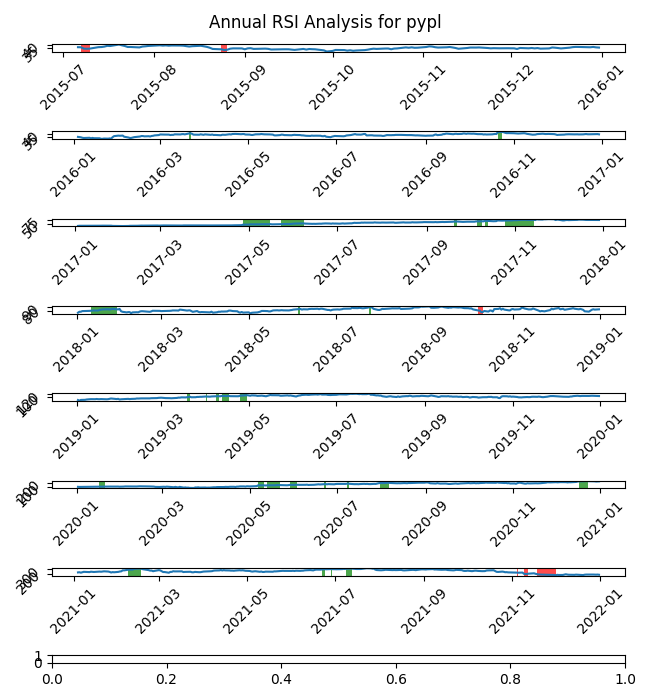 Annual RSI Analysis for pypl
2015-07 2015-08 2015-09 2015-10 2015-11 2015-12 2016-01
2016-01 2016-03 2016-05 2016-07 2016-09 2016-11 2017-01
2017-01 2017-03 2017-05 2017-07 2017-09 2017-11 2018-01
2018-01 2018-03 2018-05 2018-07 2018-09 2018-11 2019-01
2019-01 2019-03 2019-05 2019-07 2019-09 2019-11 2020-01
2020-01 2020-03 2020-05 2020-07 2020-09 2020-11 2021-01
2021-01 2021-03 2021-05 2021-07 2021-09 2021-11 2022-01
1
0
0.0 0.2 0.4 0.6 0.8 1.0